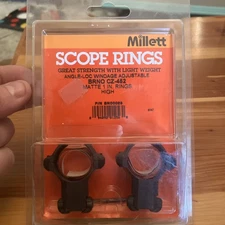 Millett
SCOPE RINGS
GREAT STRENGTH WITH LIGHT WEIGHT
ANGLE-LOC WINDAGE ADJUSTABLE
BRNO CZ-452
MATTE 1 IN. RINGS
HIGH
P/N